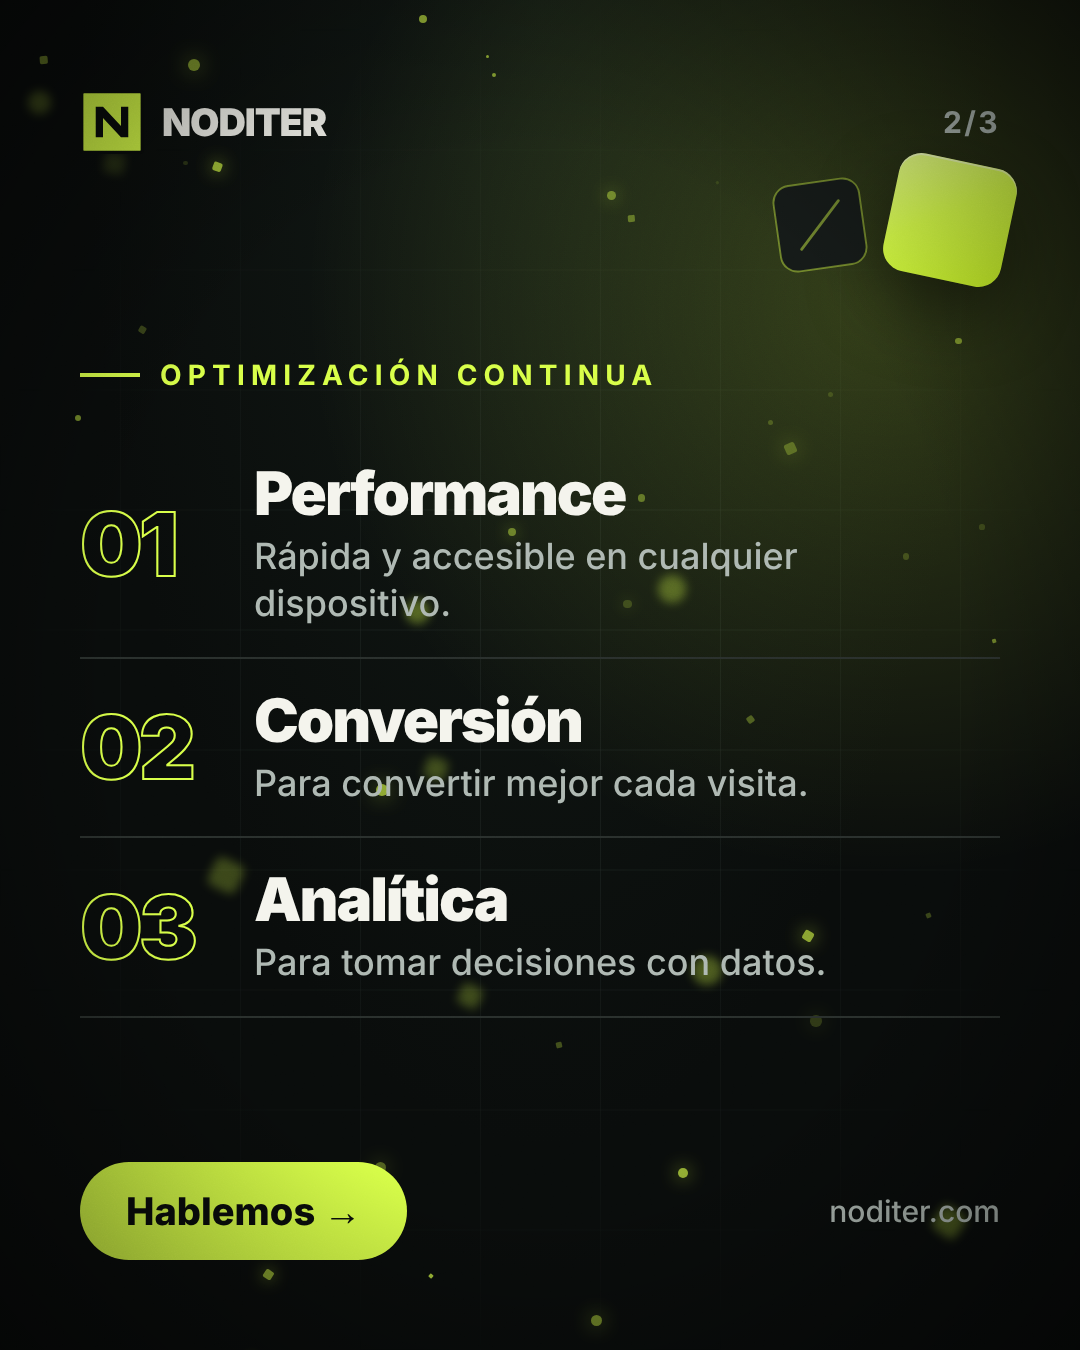 N NODITER
2/3
OPTIMIZACIÓN CONTINUA
01
Performance
Rápida y accesible en cualquier
dispositivo.
02
Conversión
Para convertir mejor cada visita.
03
Analítica
Para tomar decisiones con datos.
Hablemos →
noditer.com